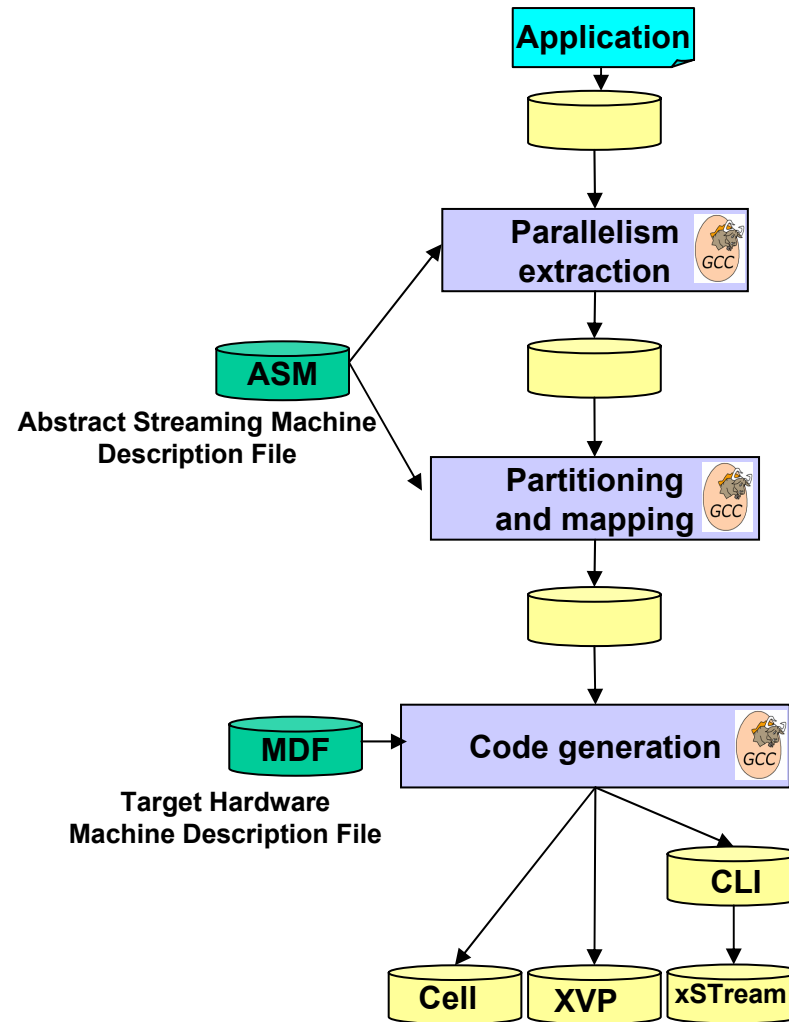 Application
Parallelism
extraction
GCC
ASM
Abstract Streaming Machine
Description File
Partitioning
and mapping
GCC
MDF
Code generation
GCC
Target Hardware
Machine Description File
CLI
Cell
XVP
xSTream